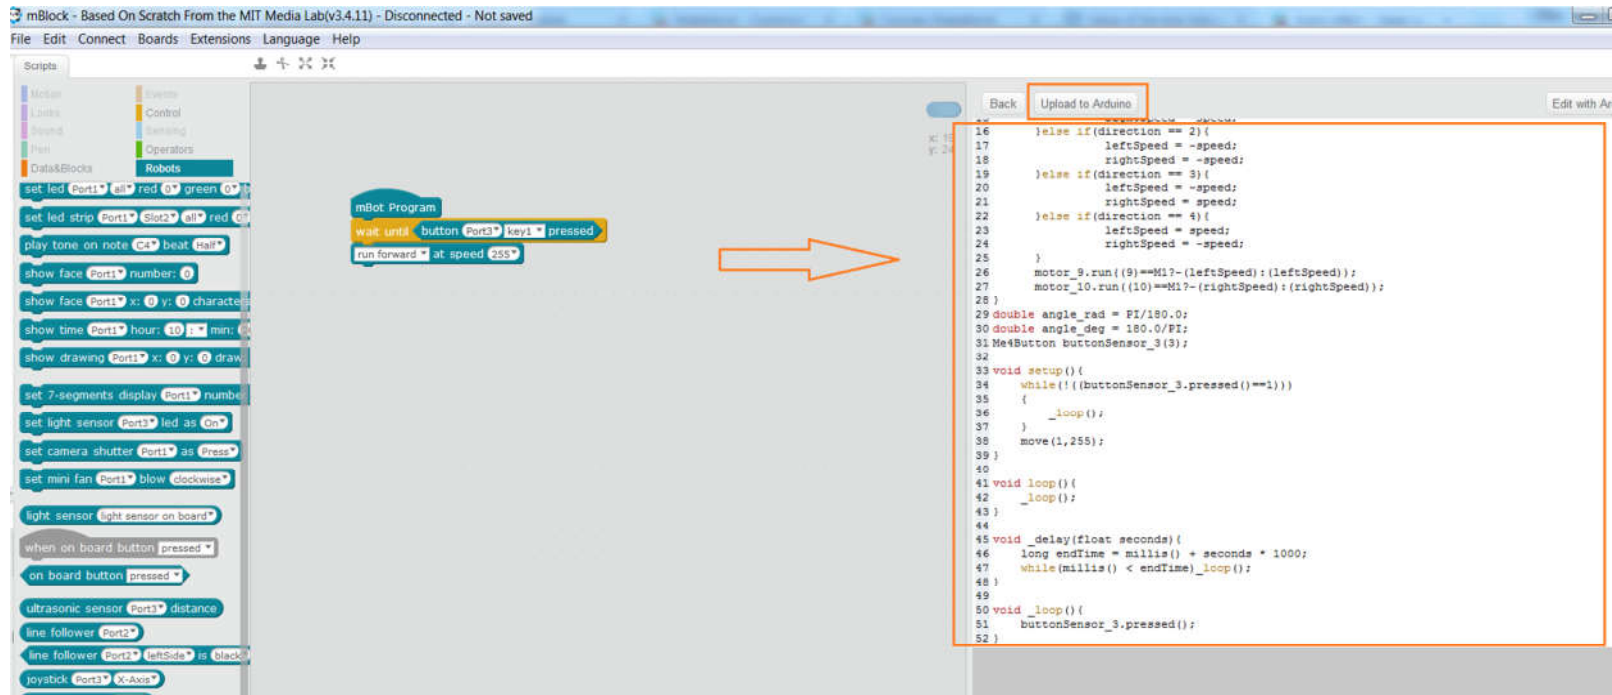 mBlock - Based On Scratch From the MIT Media Lab(v3.4.11) - Disconnected - Not saved
File Edit Connect Boards Extensions Language Help
Scripts
Motion Events
Looks Control
Sound Sensing
Pen Operators
Data&Blocks Robots
set led Port1 all red 0 green 0 b
set led strip Port1 Slot2 all red 0
play tone on note C4 beat Half
show face Port1 number: 0
show face Port1 x: 0 y: 0 character
show time Port1 hour: 10 : min:
show drawing Port1 x: 0 y: 0 draw
set 7-segments display Port1 number
set light sensor Port3 led as On
set camera shutter Port1 as Press
set mini fan Port1 blow clockwise
light sensor light sensor on board
when on board button pressed
on board button pressed
ultrasonic sensor Port3 distance
line follower Port2
line follower Port2 leftSide is black
joystick Port3 X-Axis
mBot Program
wait until button Port3 key1 pressed
run forward at speed 255
Back Upload to Arduino Edit with Ar
16 }else if(direction == 2){
17 leftSpeed = -speed;
18 rightSpeed = -speed;
19 }else if(direction == 3){
20 leftSpeed = -speed;
21 rightSpeed = speed;
22 }else if(direction == 4){
23 leftSpeed = speed;
24 rightSpeed = -speed;
25 }
26 motor_9.run((9)==M1?-(leftSpeed):(leftSpeed));
27 motor_10.run((10)==M1?-(rightSpeed):(rightSpeed));
28 }
29 double angle_rad = PI/180.0;
30 double angle_deg = 180.0/PI;
31 Me4Button buttonSensor_3(3);
32
33 void setup(){
34 while(!((buttonSensor_3.pressed()==1)))
35 {
36 _loop();
37 }
38 move(1,255);
39 }
40
41 void loop(){
42 _loop();
43 }
44
45 void _delay(float seconds){
46 long endTime = millis() + seconds * 1000;
47 while(millis() < endTime)_loop();
48 }
49
50 void _loop(){
51 buttonSensor_3.pressed();
52 }